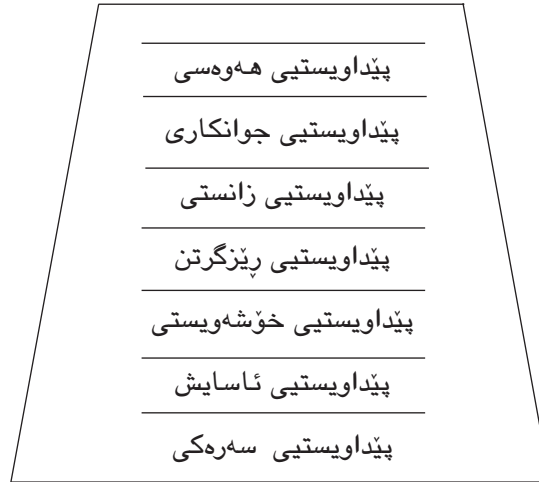 پێداویستیی هەوەسی
پێداویستیی جوانکاری
پێداویستیی زانستی
پێداویستیی ڕێزگرتن
پێداویستیی خۆشەویستی
پێداویستیی ئاسایش
پێداویستیی سەرەکی